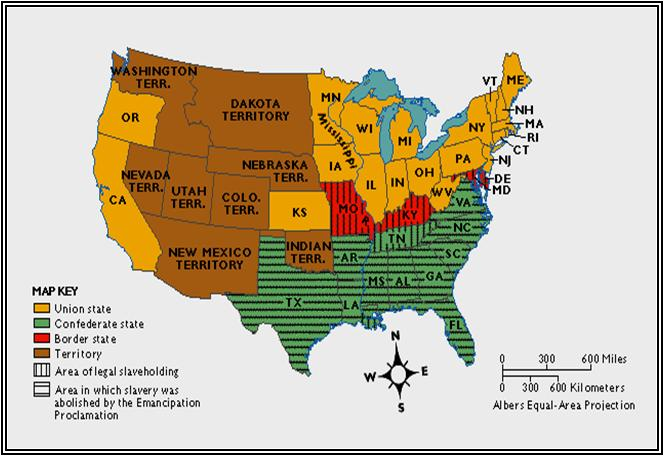 WASHINGTON
TERR.
OR
CA
NEVADA
TERR.
UTAH
TERR.
COLO.
TERR.
DAKOTA
TERRITORY
NEBRASKA
TERR.
KS
NEW MEXICO
TERRITORY
INDIAN
TERR.
TX
MN
Mississippi
IA
MO
AR
LA
WI
IL
MI
IN
OH
KY
TN
MS
AL
GA
FL
SC
NC
VA
WV
PA
NY
VT
ME
NH
MA
RI
CT
NJ
DE
MD
MAP KEY
Union state
Confederate state
Border state
Territory
Area of legal slaveholding
Area in which slavery was
abolished by the Emancipation
Proclamation
N
W E
S
0 300 600 Miles
0 300 600 Kilometers
Albers Equal-Area Projection